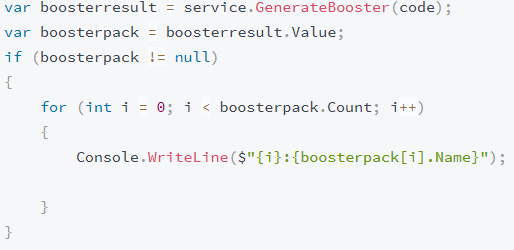 var boosterresult = service.GenerateBooster(code);
var boosterpack = boosterresult.Value;
if (boosterpack != null)
{
    for (int i = 0; i < boosterpack.Count; i++)
    {
        Console.WriteLine($"{i}:{boosterpack[i].Name}");
    }
}